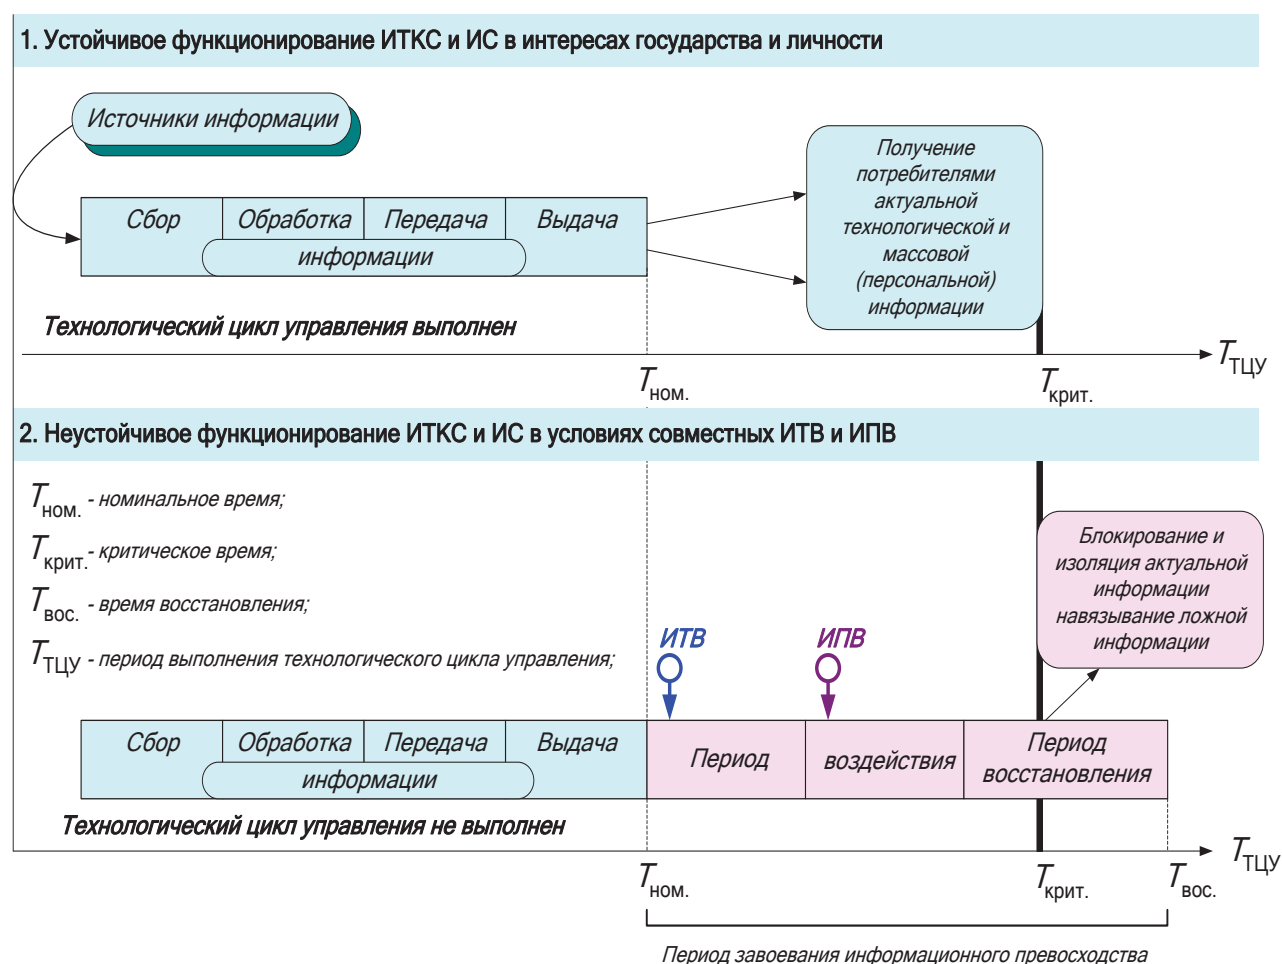 1. Устойчивое функционирование ИТКС и ИС в интересах государства и личности
Источники информации
Сбор
Обработка
Передача
Выдача
информации
Получение
потребителями
актуальной
технологической и
массовой
(персональной)
информации
Технологический цикл управления выполнен
Tном.
Tкрит.
TТЦУ
2. Неустойчивое функционирование ИТКС и ИС в условиях совместных ИТВ и ИПВ
Tном. - номинальное время;
Tкрит.- критическое время;
Tвос. - время восстановления;
TТЦУ - период выполнения технологического цикла управления;
Блокирование и
изоляция актуальной
информации
навязывание ложной
информации
ИТВ
ИПВ
Сбор
Обработка
Передача
Выдача
информации
Период
воздействия
Период
восстановления
Технологический цикл управления не выполнен
Tном.
Tкрит.
Tвос.
TТЦУ
Период завоевания информационного превосходства